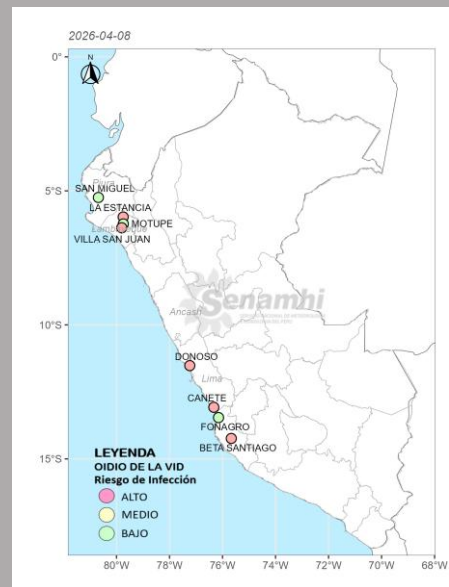 2026-04-08
N
0°
5°S
10°S
15°S
Piura
SAN MIGUEL
LA ESTANCIA
MOTUPE
VILLA SAN JUAN
Senamhi
Ancash
DONOSO
Lima
CANETE
FONAGRO
BETA SANTIAGO
LEYENDA
OIDIO DE LA VID
Riesgo de Infección
ALTO
MEDIO
BAJO
80°W 78°W 76°W 74°W 72°W 70°W 68°W